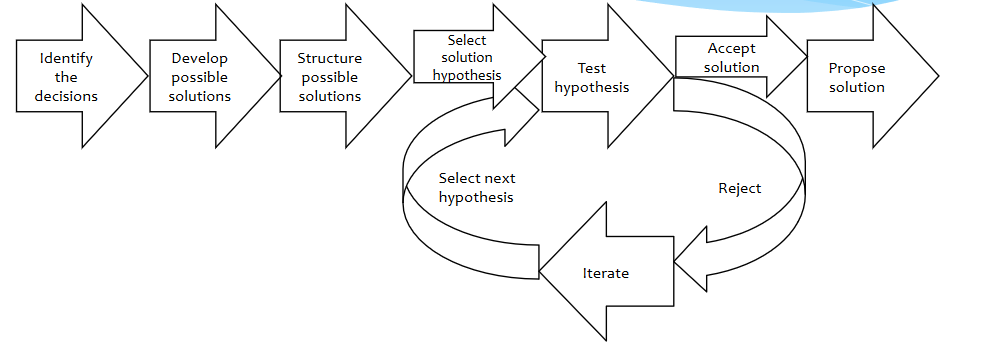 Identify
the
decisions
Develop
possible
solutions
Structure
possible
solutions
Select
solution
hypothesis
Test
hypothesis
Accept
solution
Propose
solution
Select next
hypothesis
Reject
Iterate